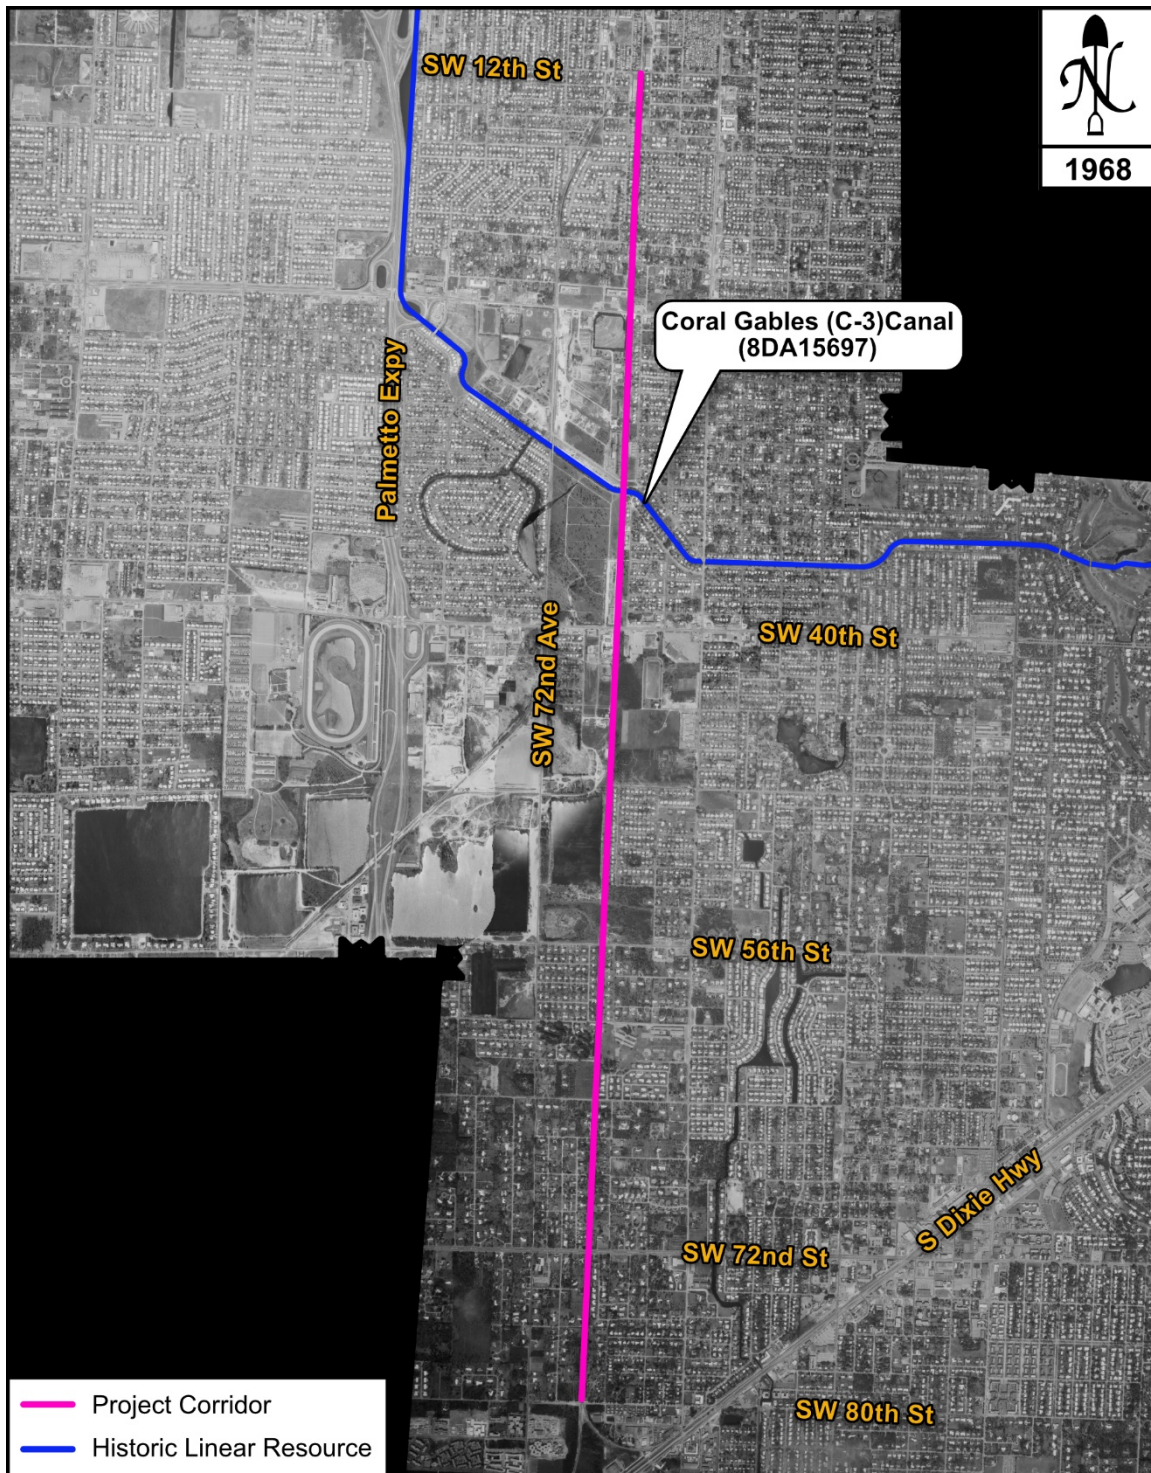 SW 12th St
N
1968
Coral Gables (C-3)Canal
(8DA15697)
Palmetto Expy
SW 72nd Ave
SW 40th St
SW 56th St
S Dixie Hwy
SW 72nd St
SW 80th St
Project Corridor
Historic Linear Resource